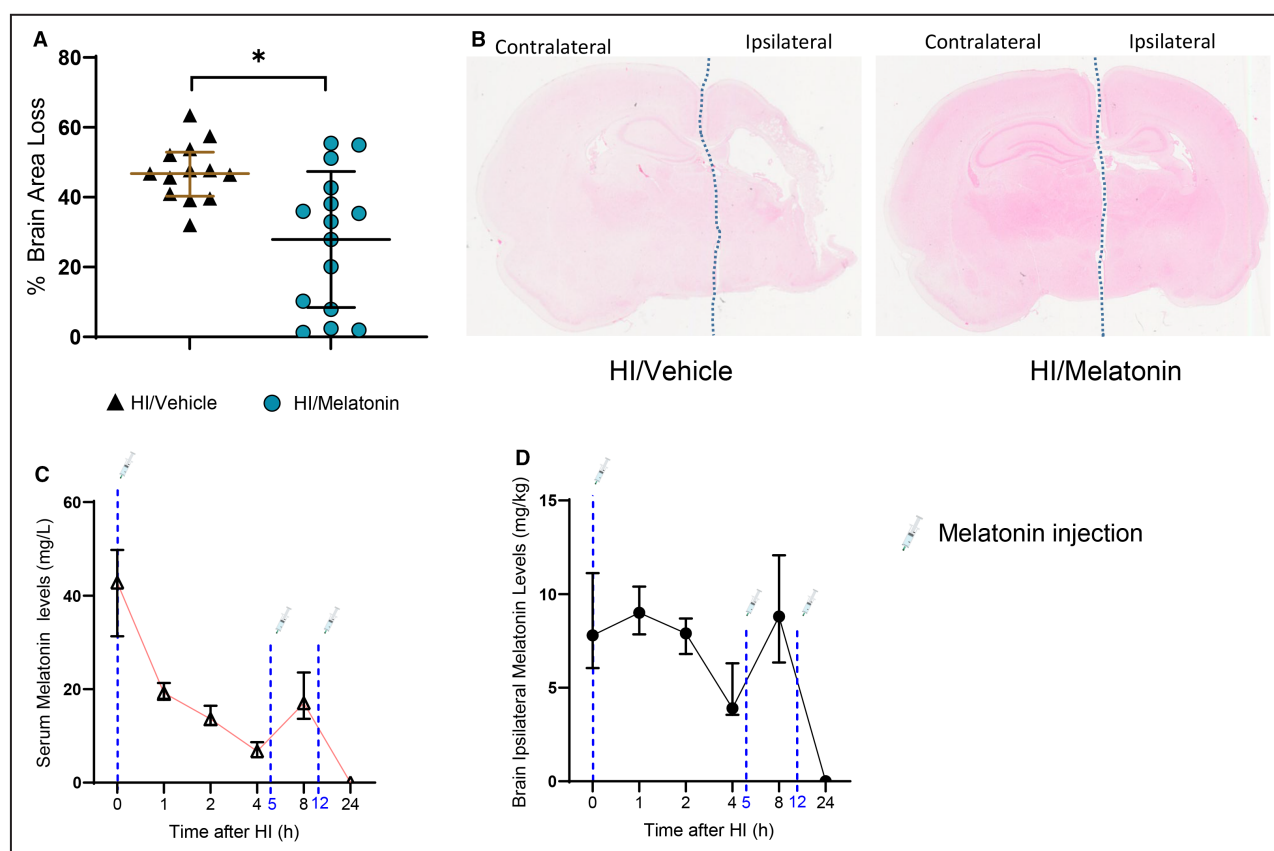 A
% Brain Area Loss
80
60
40
20
0
*
HI/Vehicle
HI/Melatonin
B
Contralateral
Ipsilateral
Contralateral
Ipsilateral
HI/Vehicle
HI/Melatonin
C
Serum Melatonin levels (mg/L)
60
40
20
0
0 1 2 4 5 8 12 24
Time after HI (h)
D
Brain Ipsilateral Melatonin Levels (mg/kg)
15
10
5
0
0 1 2 4 5 8 12 24
Time after HI (h)
Melatonin injection